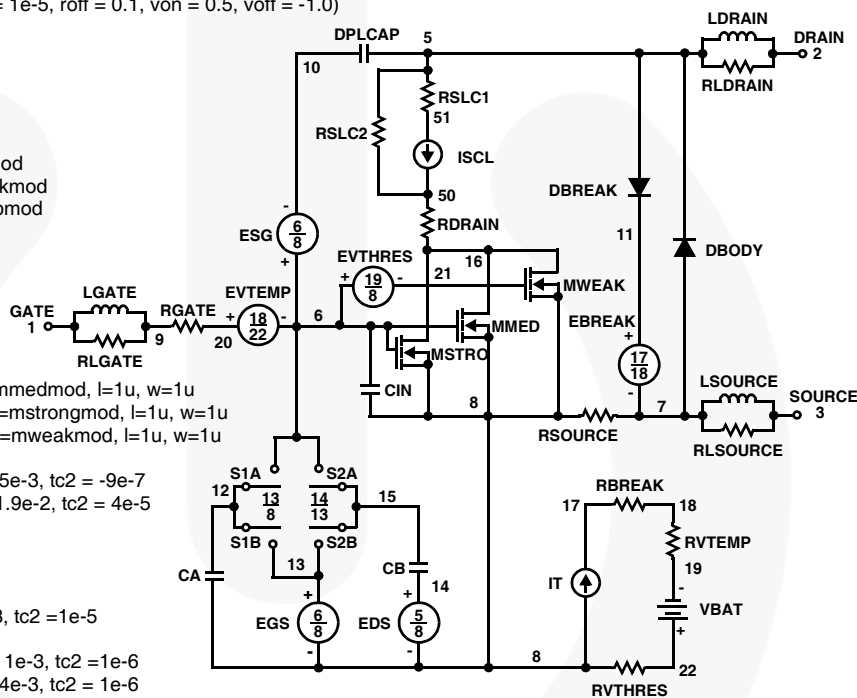 = 1e-5, roff = 0.1, von = 0.5, voff = -1.0)
LDRAIN
DPLCAP 5 DRAIN
10 2
RSLC1 RLDRAIN
51
RSLC2
ISCL
od
kmod
omod
50
DBREAK
RDRAIN
ESG 6/8
11
DBODY
EVTHRES
16
19/8
21
MWEAK
LGATE
GATE RGATE EVTEMP
1 6
18/22
MMED
EBREAK
9 20
MSTRO
17/18
RLGATE
LSOURCE
CIN
SOURCE
mmedmod, l=1u, w=1u
8 7 3
=mstrongmod, l=1u, w=1u
=mweakmod, l=1u, w=1u
RSOURCE
RLSOURCE
5e-3, tc2 = -9e-7
1.9e-2, tc2 = 4e-5
S1A S2A
12 15
13/8 14/13
RBREAK
17 18
S1B S2B
RVTEMP
13
CA CB
14
IT 19
VBAT
3, tc2 =1e-5
+ -
EGS 6/8 EDS 5/8
1e-3, tc2 =1e-6
8 22
4e-3, tc2 = 1e-6
RVTHRES